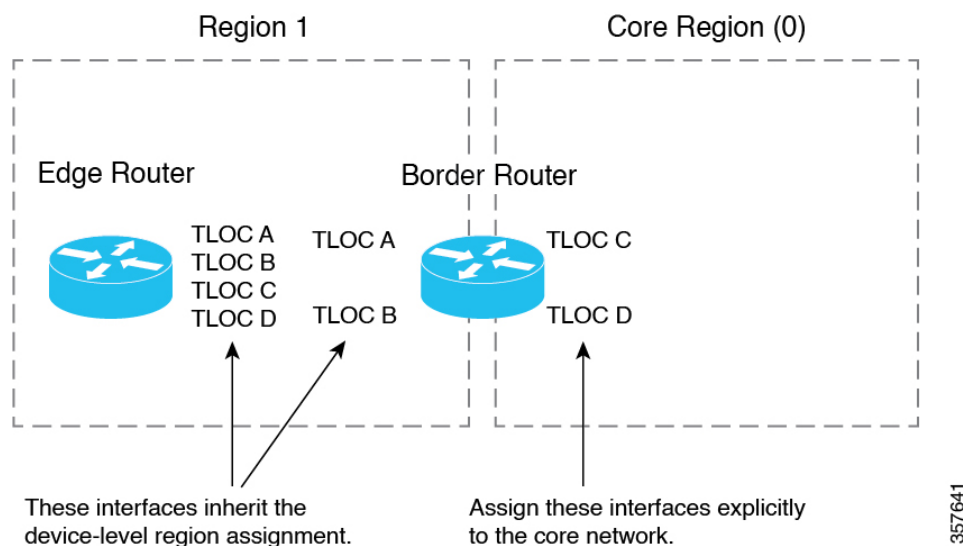 Region 1
Core Region (0)
Edge Router
Border Router
TLOC A
TLOC B
TLOC C
TLOC D
TLOC A
TLOC B
TLOC C
TLOC D
These interfaces inherit the
device-level region assignment.
Assign these interfaces explicitly
to the core network.
357641